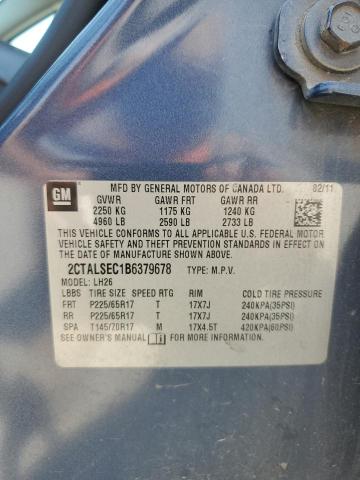 GM
MFD BY GENERAL MOTORS OF CANADA LTD. 02/11
GVWR GAWR FRT GAWR RR
2250 KG 1175 KG 1240 KG
4960 LB 2590 LB 2733 LB
THIS VEHICLE CONFORMS TO ALL APPLICABLE U.S. FEDERAL
MOTOR VEHICLE SAFETY, AND THEFT PREVENTION STANDARDS
IN EFFECT ON THE DATE OF MANUFACTURE SHOWN ABOVE.
2CTALSEC1B6379678 TYPE: M.P.V.
MODEL: LH26
LBBS TIRE SIZE SPEED RTG RIM COLD TIRE PRESSURE
FRT P225/65R17 T 17X7J 240KPA(35PSI)
RR P225/65R17 T 17X7J 240KPA(35PSI)
SPA T145/70R17 M 17X4.5T 420KPA(60PSI)
SEE OWNER'S MANUAL FOR MORE INFORMATION.